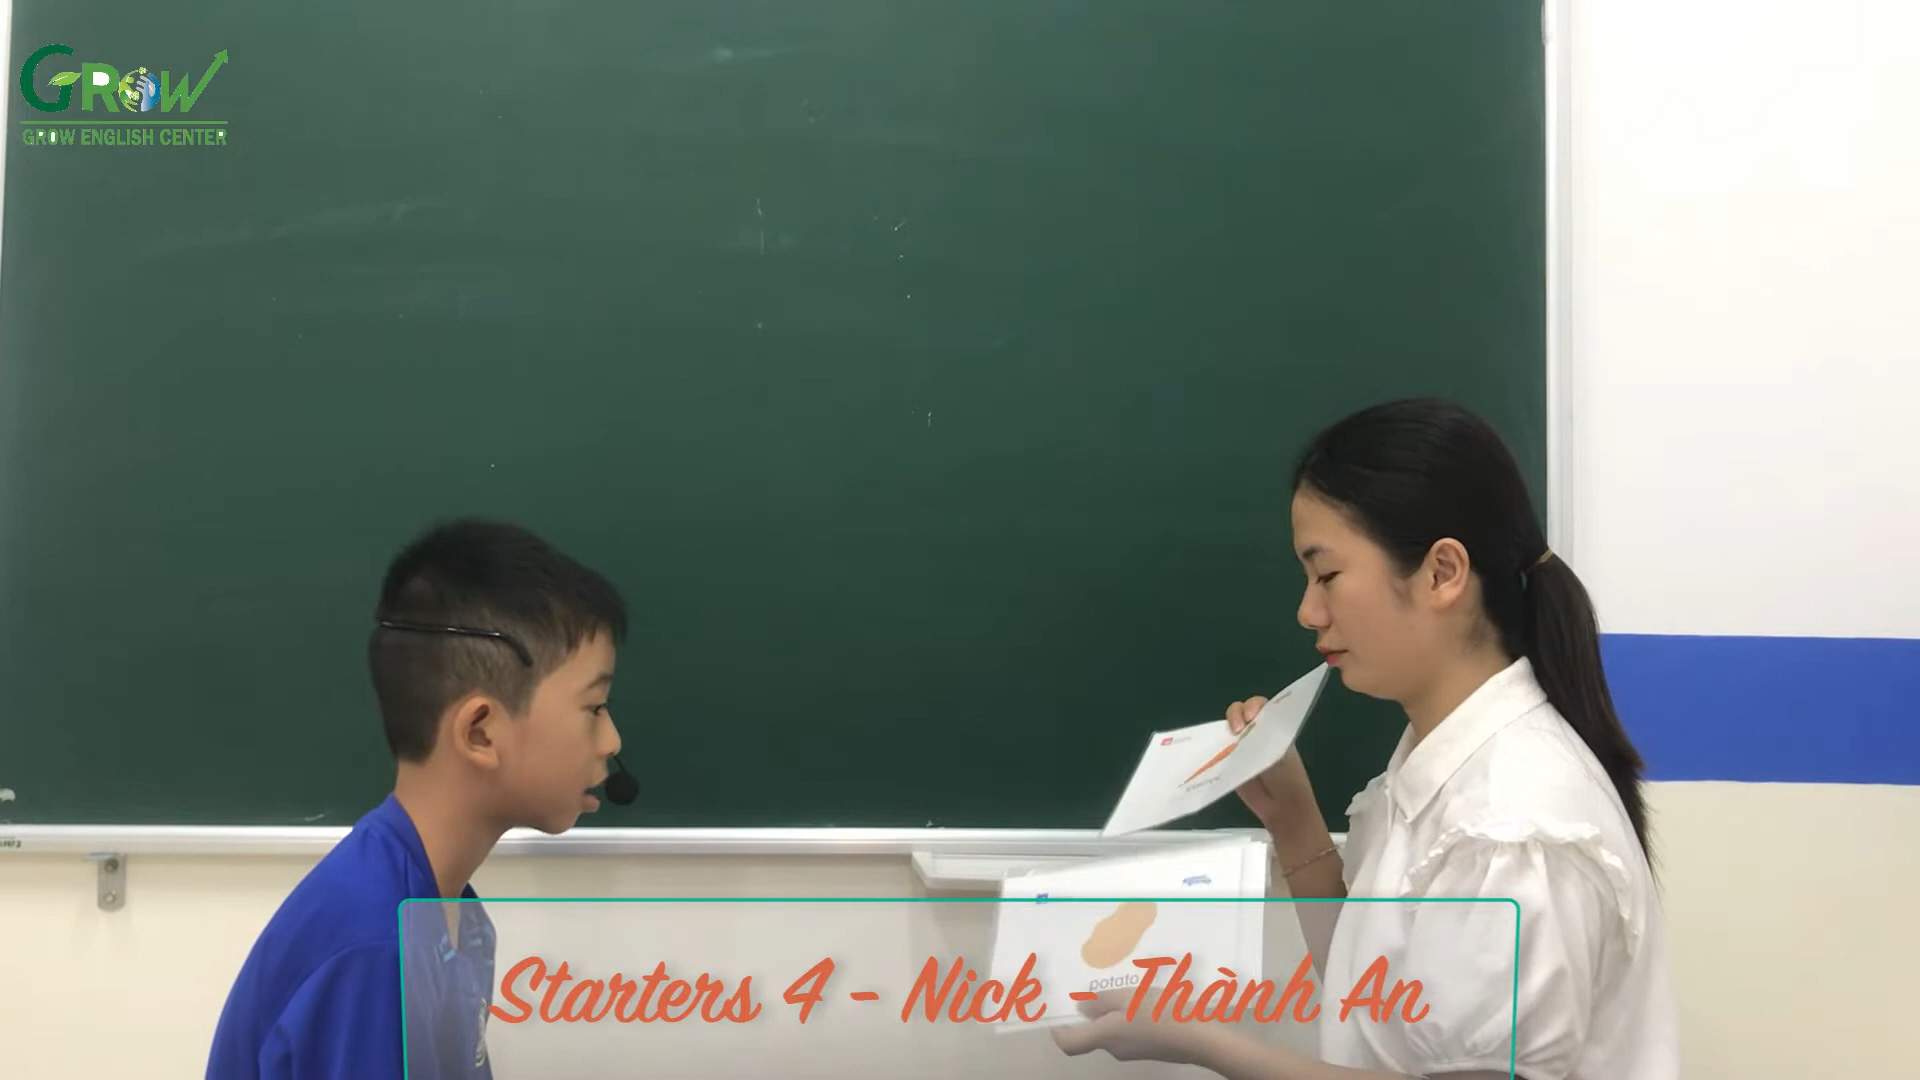 GROW
GROW ENGLISH CENTER
potato
Starters 4 - Nick - Thành An